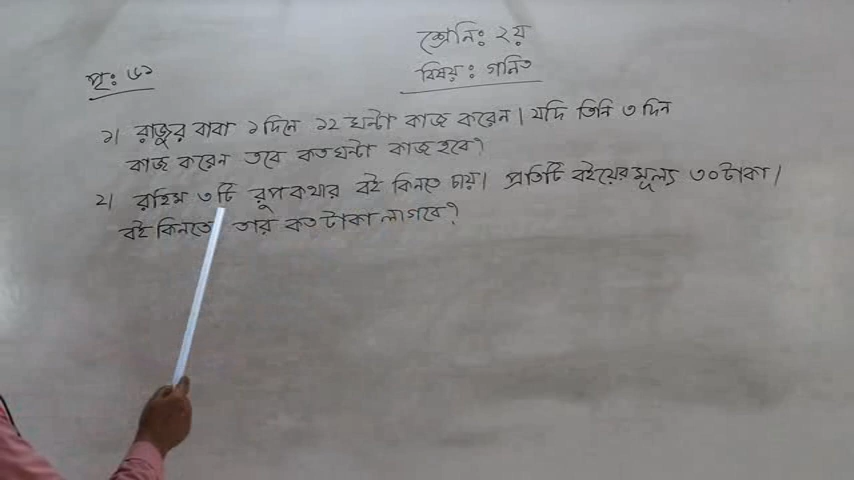 শ্রেনি: ২য়
বিষয়: গনিত
পৃ: ৬১
১। রাজুর বাবা ১দিনে ১২ ঘন্টা কাজ করেন। যদি তিনি ৩ দিন
কাজ করেন তবে কত ঘন্টা কাজ হবে?
২। রহিম ৩টি রুপকথার বই কিনতে চায়। প্রতিটি বইয়ের মূল্য ৩০টাকা।
বই কিনতে তার কত টাকা লাগবে?